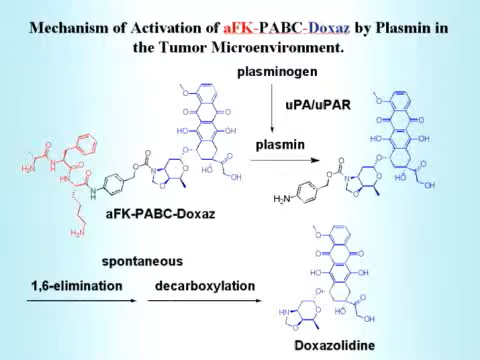 Mechanism of Activation of aFK-PABC-Doxaz by Plasmin in
the Tumor Microenvironment.
plasminogen
uPA/uPAR
plasmin
aFK-PABC-Doxaz
spontaneous
1,6-elimination
decarboxylation
Doxazolidine